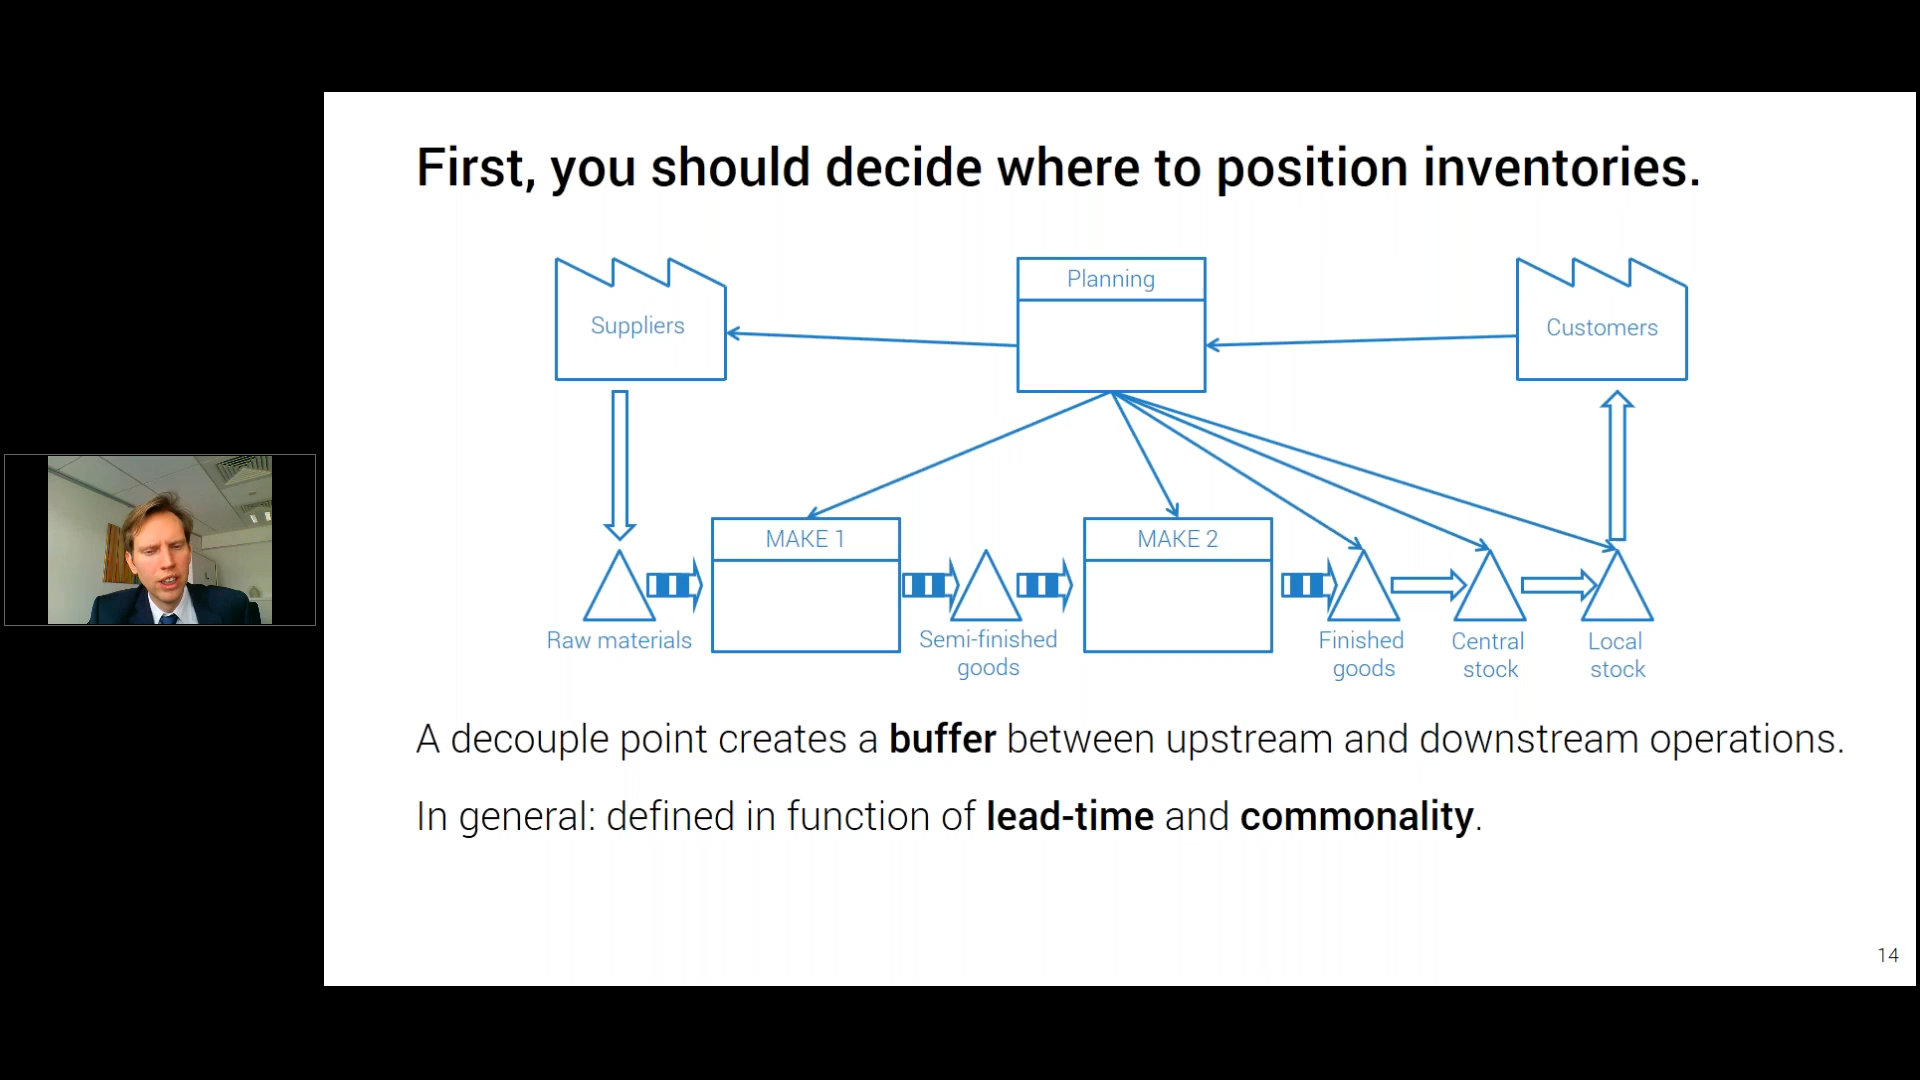 First, you should decide where to position inventories.
Planning
Suppliers
Customers
MAKE 1
MAKE 2
Raw materials
Semi-finished
goods
Finished
goods
Central
stock
Local
stock
A decouple point creates a buffer between upstream and downstream operations.
In general: defined in function of lead-time and commonality.
14